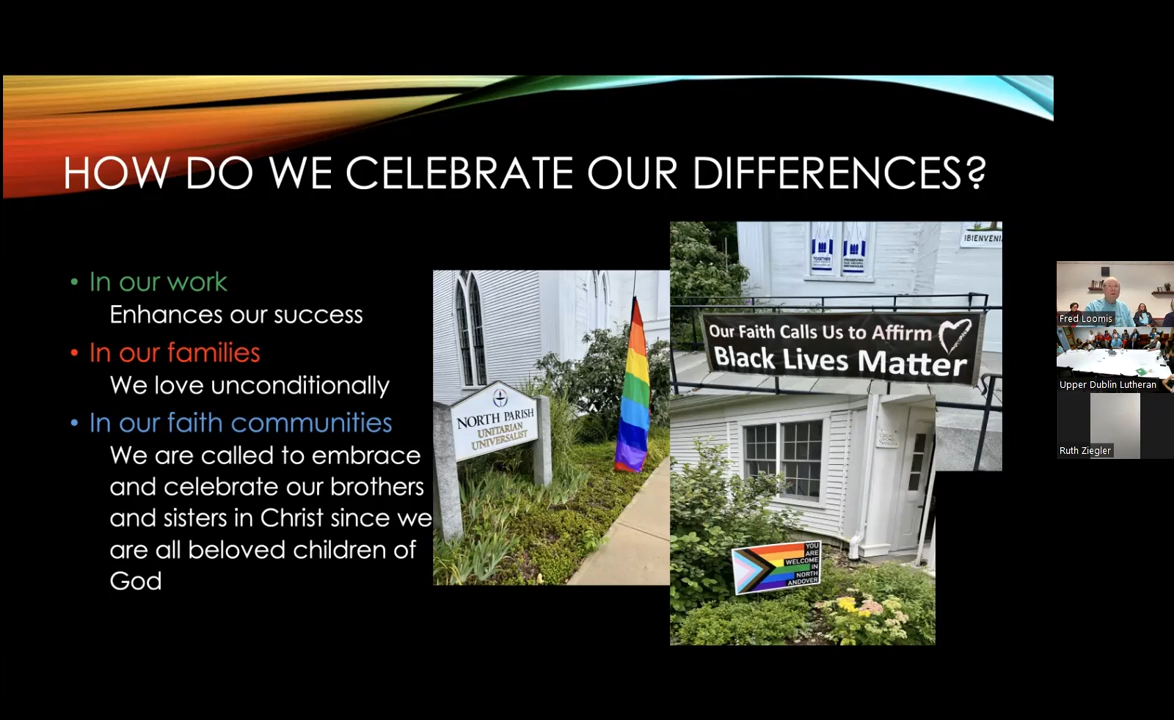 HOW DO WE CELEBRATE OUR DIFFERENCES?
• In our work
Enhances our success
• In our families
We love unconditionally
• In our faith communities
We are called to embrace
and celebrate our brothers
and sisters in Christ since we
are all beloved children of
God
NORTH PARISH
UNITARIAN
UNIVERSALIST
TOGETHER
¡BIENVENI
Our Faith Calls Us to Affirm
Black Lives Matter
YOU
ARE
WELCOME
IN
NORTH
ANDOVER
Fred Loomis
Upper Dublin Lutheran
Ruth Ziegler